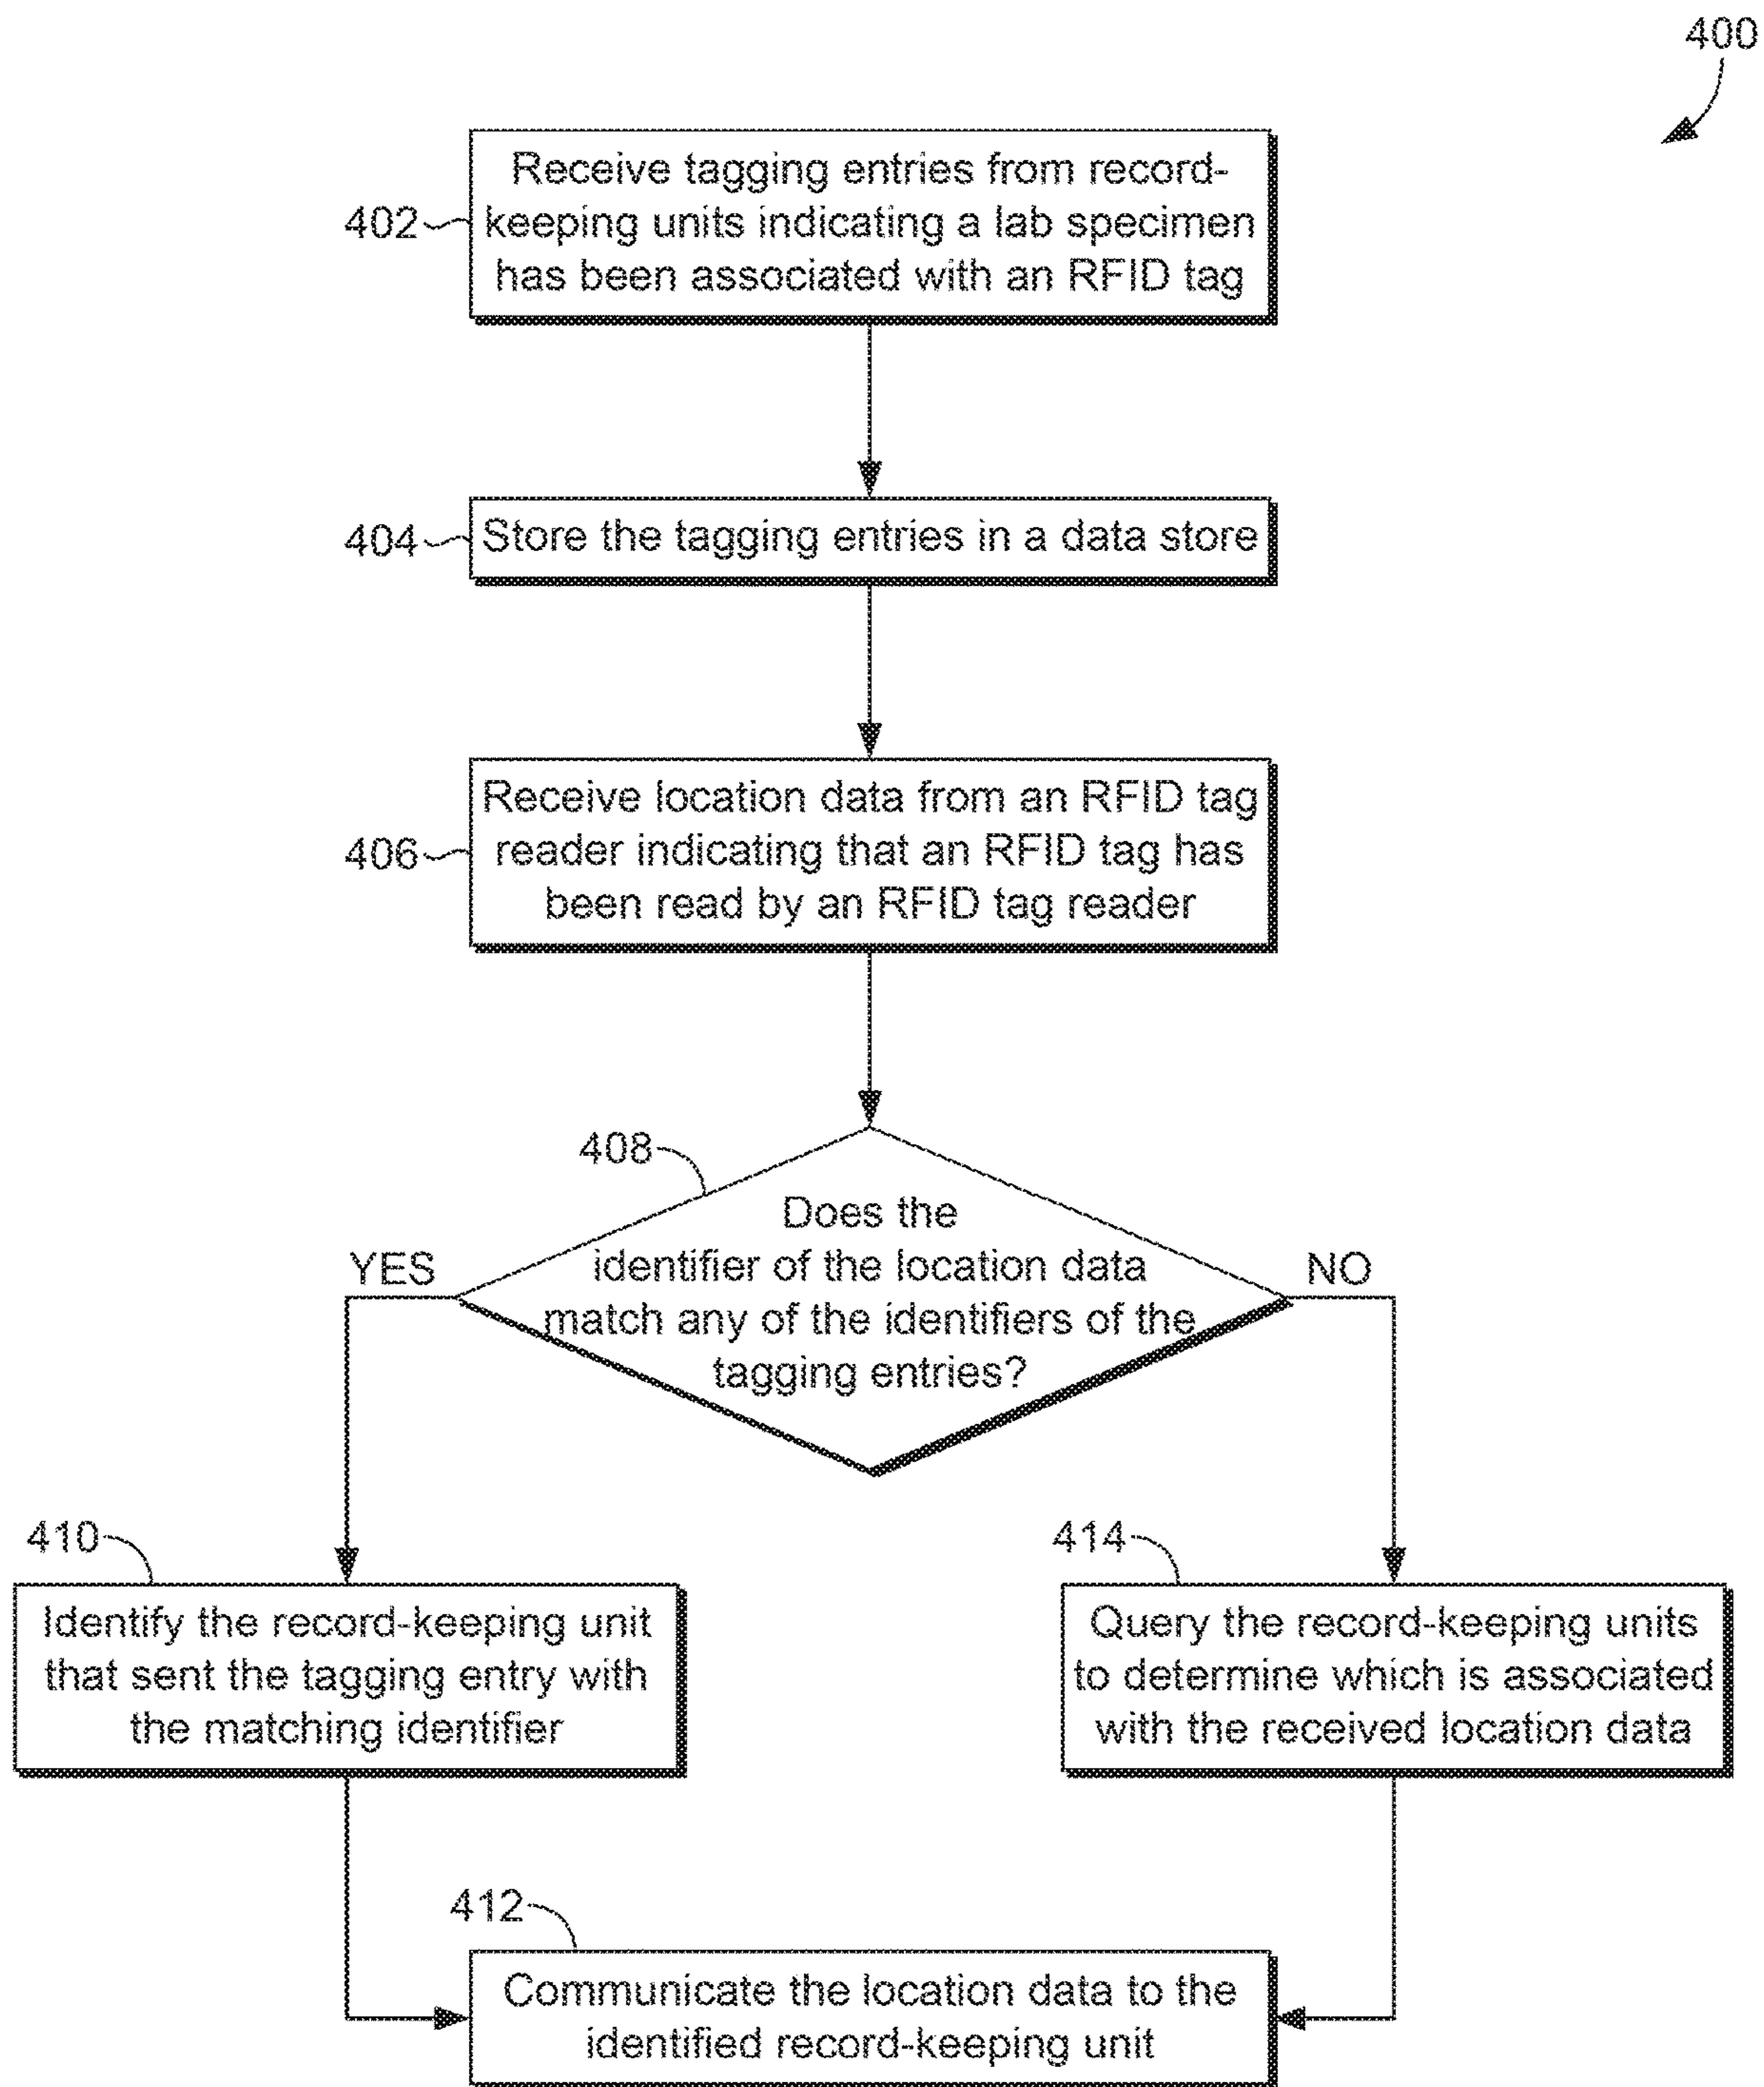 400
Receive tagging entries from record-
402
keeping units indicating a lab specimen
has been associated with an RFID tag
404
Store the tagging entries in a data store
Receive location data from an RFID tag
406
reader indicating that an RFID tag has
been read by an RFID tag reader
408
Does the
identifier of the location data
match any of the identifiers of the
tagging entries?
YES
NO
410
Identify the record-keeping unit
that sent the tagging entry with
the matching identifier
414
Query the record-keeping units
to determine which is associated
with the received location data
412
Communicate the location data to the
identified record-keeping unit